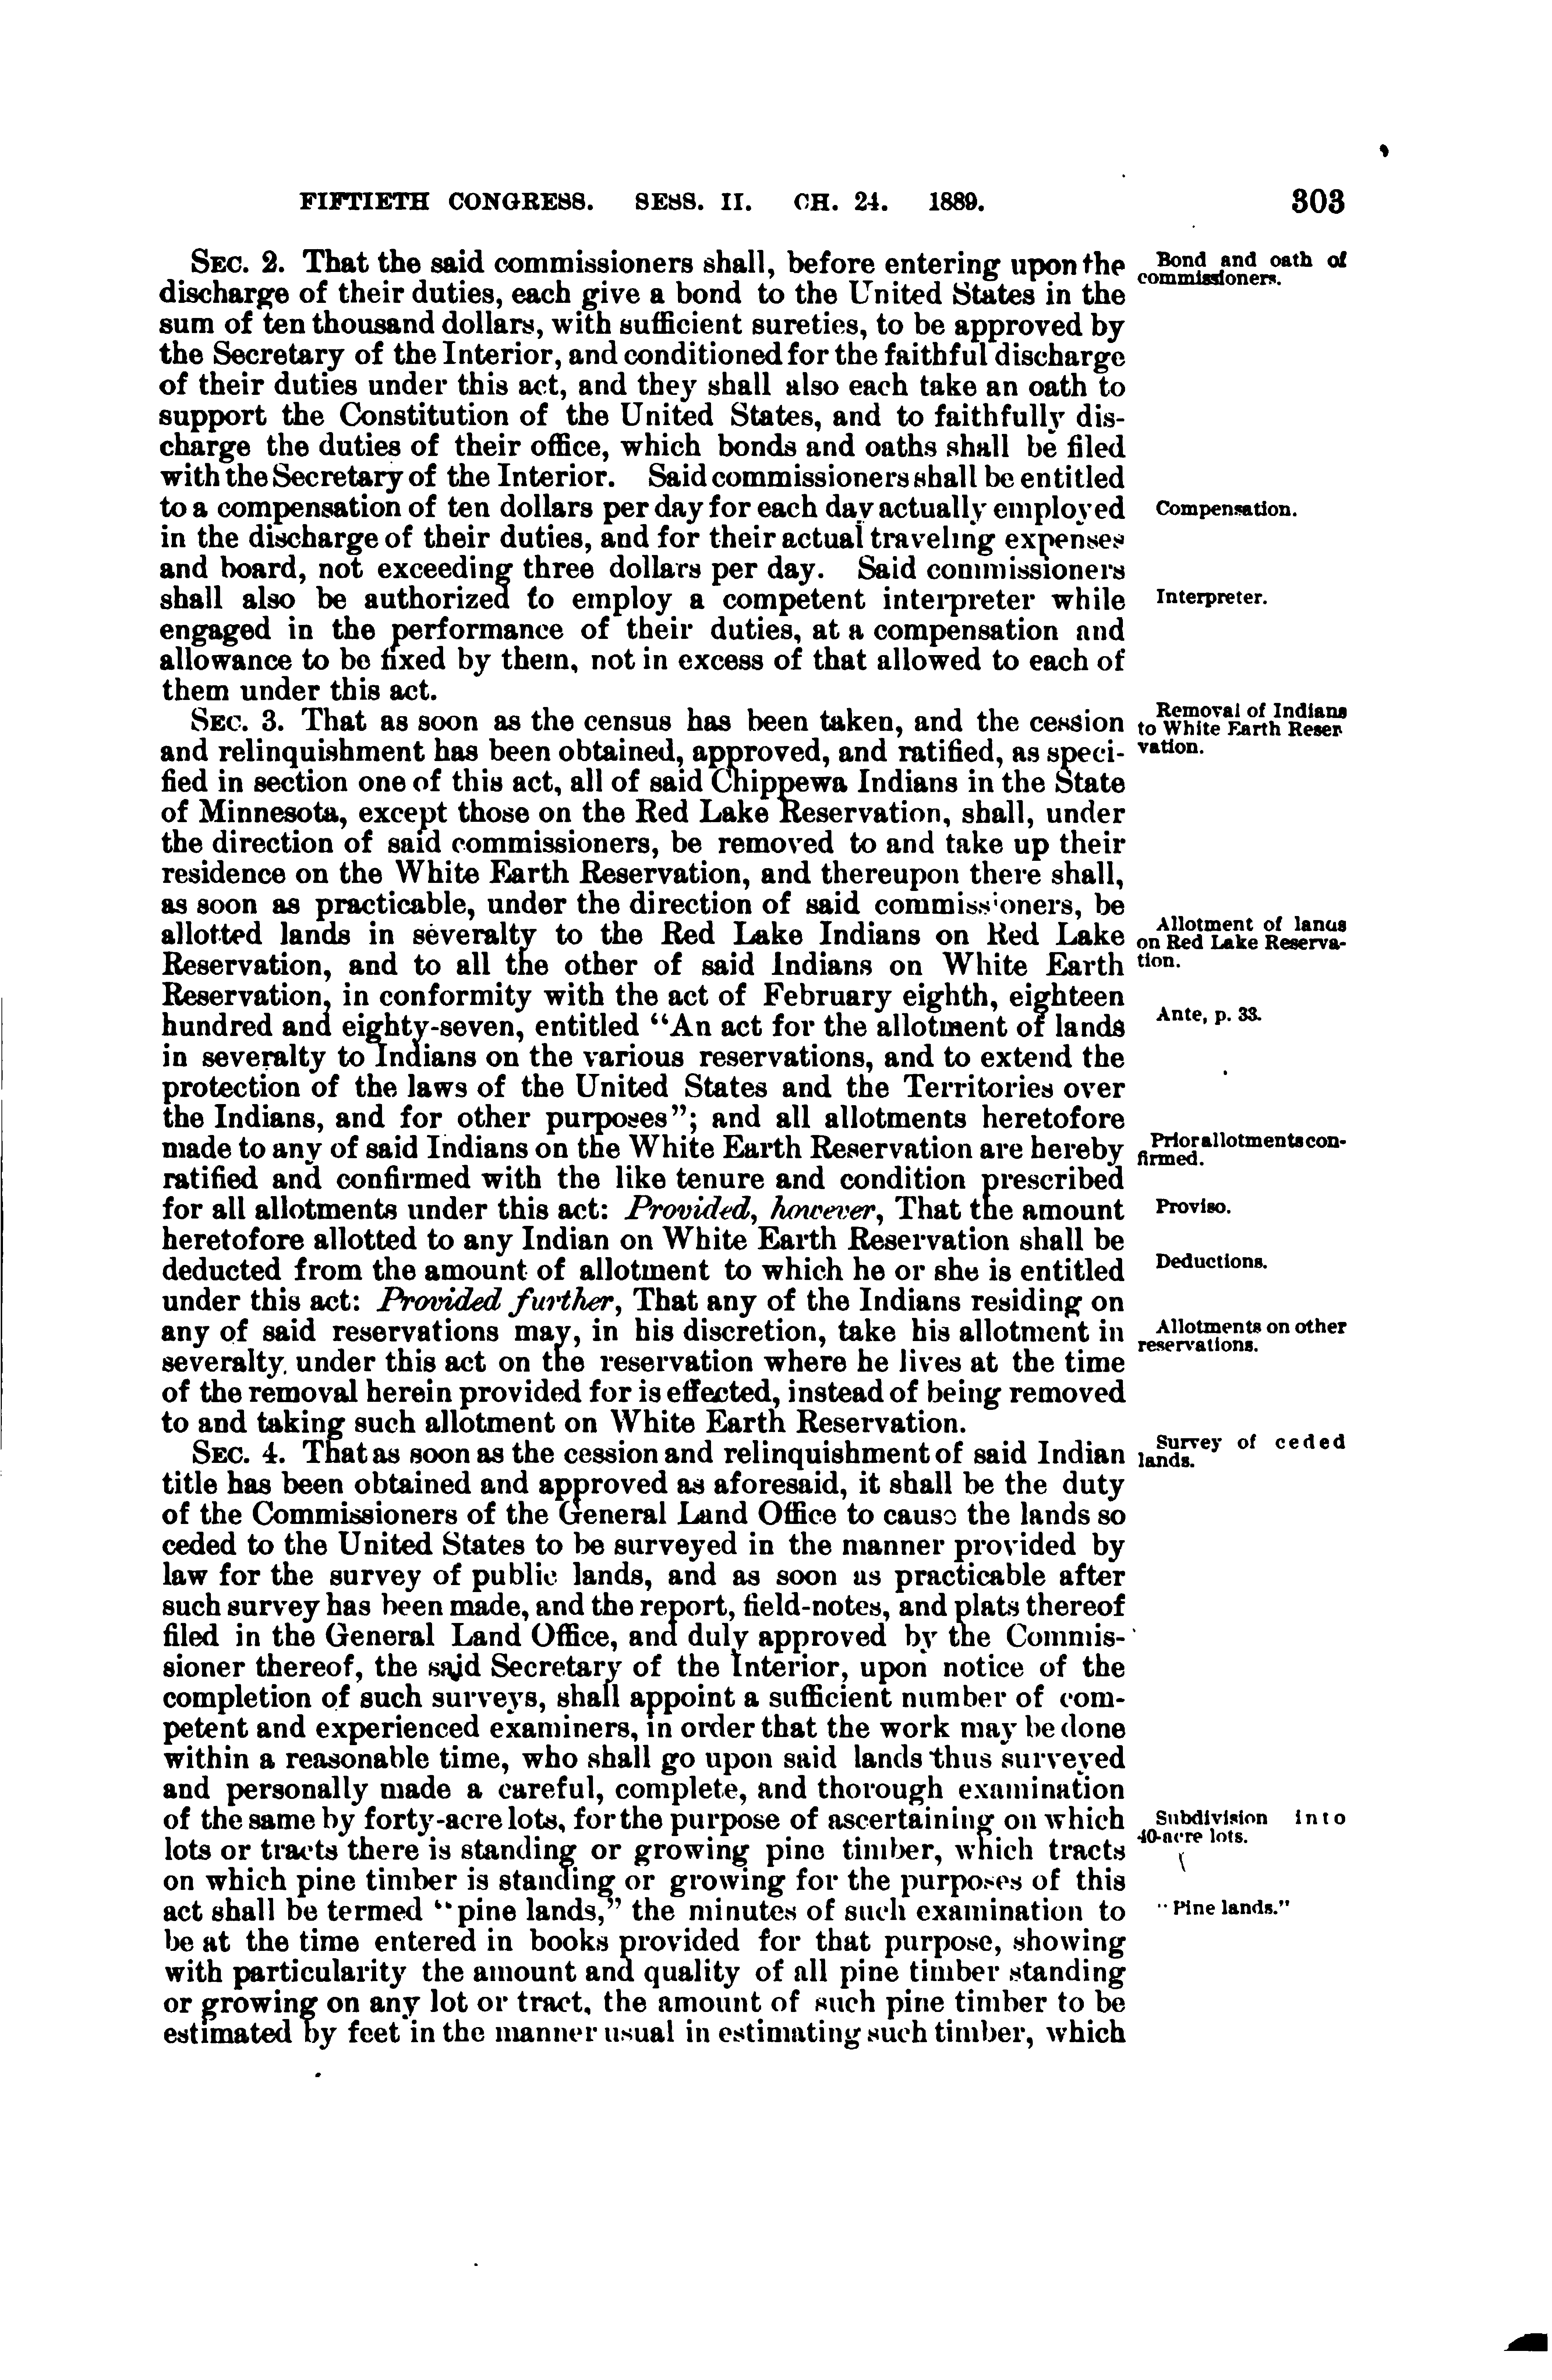 FIFTIETH CONGRESS. SESS. II. CH. 24. 1889. 303
SEC. 2. That the said commissioners shall, before entering upon the
discharge of their duties, each give a bond to the United States in the
sum of ten thousand dollars, with sufficient sureties, to be approved by
the Secretary of the Interior, and conditioned for the faithful discharge
of their duties under this act, and they shall also each take an oath to
support the Constitution of the United States, and to faithfully dis-
charge the duties of their office, which bonds and oaths shall be filed
with the Secretary of the Interior. Said commissioners shall be entitled
to a compensation of ten dollars per day for each day actually employed
in the discharge of their duties, and for their actual traveling expenses
and board, not exceeding three dollars per day. Said commissioners
shall also be authorized to employ a competent interpreter while
engaged in the performance of their duties, at a compensation and
allowance to be fixed by them, not in excess of that allowed to each of
them under this act.
SEC. 3. That as soon as the census has been taken, and the cession
and relinquishment has been obtained, approved, and ratified, as speci-
fied in section one of this act, all of said Chippewa Indians in the State
of Minnesota, except those on the Red Lake Reservation, shall, under
the direction of said commissioners, be removed to and take up their
residence on the White Earth Reservation, and thereupon there shall,
as soon as practicable, under the direction of said commissioners, be
allotted lands in severalty to the Red Lake Indians on Red Lake
Reservation, and to all the other of said Indians on White Earth
Reservation, in conformity with the act of February eighth, eighteen
hundred and eighty-seven, entitled "An act for the allotment of lands
in severalty to Indians on the various reservations, and to extend the
protection of the laws of the United States and the Territories over
the Indians, and for other purposes"; and all allotments heretofore
made to any of said Indians on the White Earth Reservation are hereby
ratified and confirmed with the like tenure and condition prescribed
for all allotments under this act: Provided, however, That the amount
heretofore allotted to any Indian on White Earth Reservation shall be
deducted from the amount of allotment to which he or she is entitled
under this act: Provided further, That any of the Indians residing on
any of said reservations may, in his discretion, take his allotment in
severalty under this act on the reservation where he lives at the time
of the removal herein provided for is effected, instead of being removed
to and taking such allotment on White Earth Reservation.
SEC. 4. That as soon as the cession and relinquishment of said Indian
title has been obtained and approved as aforesaid, it shall be the duty
of the Commissioners of the General Land Office to cause the lands so
ceded to the United States to be surveyed in the manner provided by
law for the survey of public lands, and as soon as practicable after
such survey has been made, and the report, field-notes, and plats thereof
filed in the General Land Office, and duly approved by the Commis-
sioner thereof, the said Secretary of the Interior, upon notice of the
completion of such surveys, shall appoint a sufficient number of com-
petent and experienced examiners, in order that the work may be done
within a reasonable time, who shall go upon said lands thus surveyed
and personally made a careful, complete, and thorough examination
of the same by forty-acre lots, for the purpose of ascertaining on which
lots or tracts there is standing or growing pine timber, which tracts
on which pine timber is standing or growing for the purposes of this
act shall be termed "pine lands," the minutes of such examination to
be at the time entered in books provided for that purpose, showing
with particularity the amount and quality of all pine timber standing
or growing on any lot or tract, the amount of such pine timber to be
estimated by feet in the manner usual in estimating such timber, which
Bond and oath of
commissioners.
Compensation.
Interpreter.
Removal of Indians
to White Earth Reser
vation.
Allotment of lands
on Red Lake Reserva-
tion.
Ante, p. 33.
Prior allotments con-
firmed.
Proviso.
Deductions.
Allotments on other
reservations.
Survey of ceded
lands.
Subdivision into
40-acre lots.
"Pine lands."